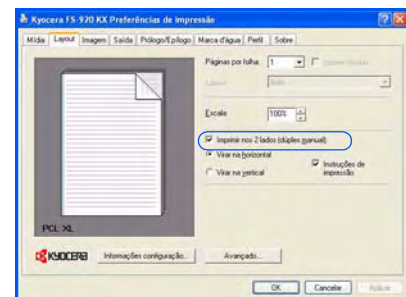 Kyocera FS-920 KX Preferências de Impressão
Mídia Layout Imagem Saída Prólogo/Epílogo Marca d'água Perfil Sobre
Páginas por folha: 1
Escala 100%
Imprimir nos 2 lados (dúplex manual)
Virar na horizontal
Virar na vertical
Instruções de
impressão
PCL XL
KYOCERA Informações configuração... Avançado...
OK Cancelar Aplicar